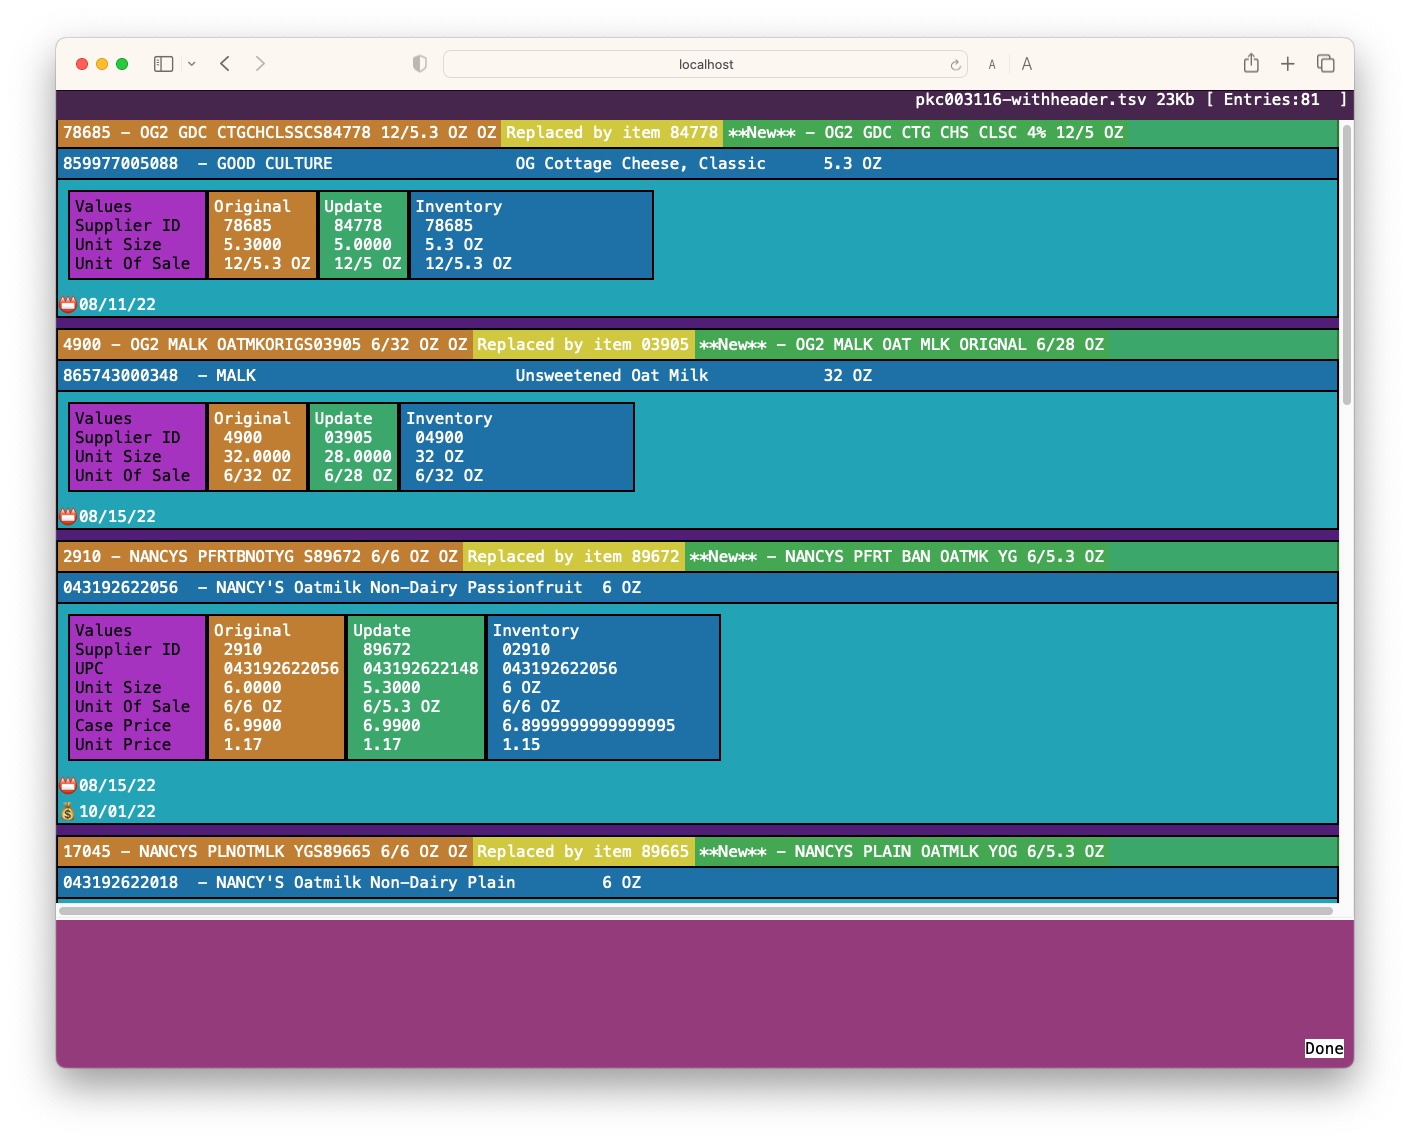 localhost
A A
pkc003116-withheader.tsv 23Kb [ Entries:81 ]
78685 - OG2 GDC CTGCHCLSSCS84778 12/5.3 OZ OZ Replaced by item 84778 **New** - OG2 GDC CTG CHS CLSC 4% 12/5 OZ
859977005088 - GOOD CULTURE OG Cottage Cheese, Classic 5.3 OZ
Values Original Update Inventory
Supplier ID 78685 84778 78685
Unit Size 5.3000 5.0000 5.3 OZ
Unit Of Sale 12/5.3 OZ 12/5 OZ 12/5.3 OZ
08/11/22
4900 - OG2 MALK OATMKORIGS03905 6/32 OZ OZ Replaced by item 03905 **New** - OG2 MALK OAT MLK ORIGNAL 6/28 OZ
865743000348 - MALK Unsweetened Oat Milk 32 OZ
Values Original Update Inventory
Supplier ID 4900 03905 04900
Unit Size 32.0000 28.0000 32 OZ
Unit Of Sale 6/32 OZ 6/28 OZ 6/32 OZ
08/15/22
2910 - NANCYS PFRTBNOTYG S89672 6/6 OZ OZ Replaced by item 89672 **New** - NANCYS PFRT BAN OATMK YG 6/5.3 OZ
043192622056 - NANCY'S Oatmilk Non-Dairy Passionfruit 6 OZ
Values Original Update Inventory
Supplier ID 2910 89672 02910
UPC 043192622056 043192622148 043192622056
Unit Size 6.0000 5.3000 6 OZ
Unit Of Sale 6/6 OZ 6/5.3 OZ 6/6 OZ
Case Price 6.9900 6.9900 6.8999999999999995
Unit Price 1.17 1.17 1.15
08/15/22
10/01/22
17045 - NANCYS PLNOTMLK YGS89665 6/6 OZ OZ Replaced by item 89665 **New** - NANCYS PLAIN OATMLK YOG 6/5.3 OZ
043192622018 - NANCY'S Oatmilk Non-Dairy Plain 6 OZ
Done